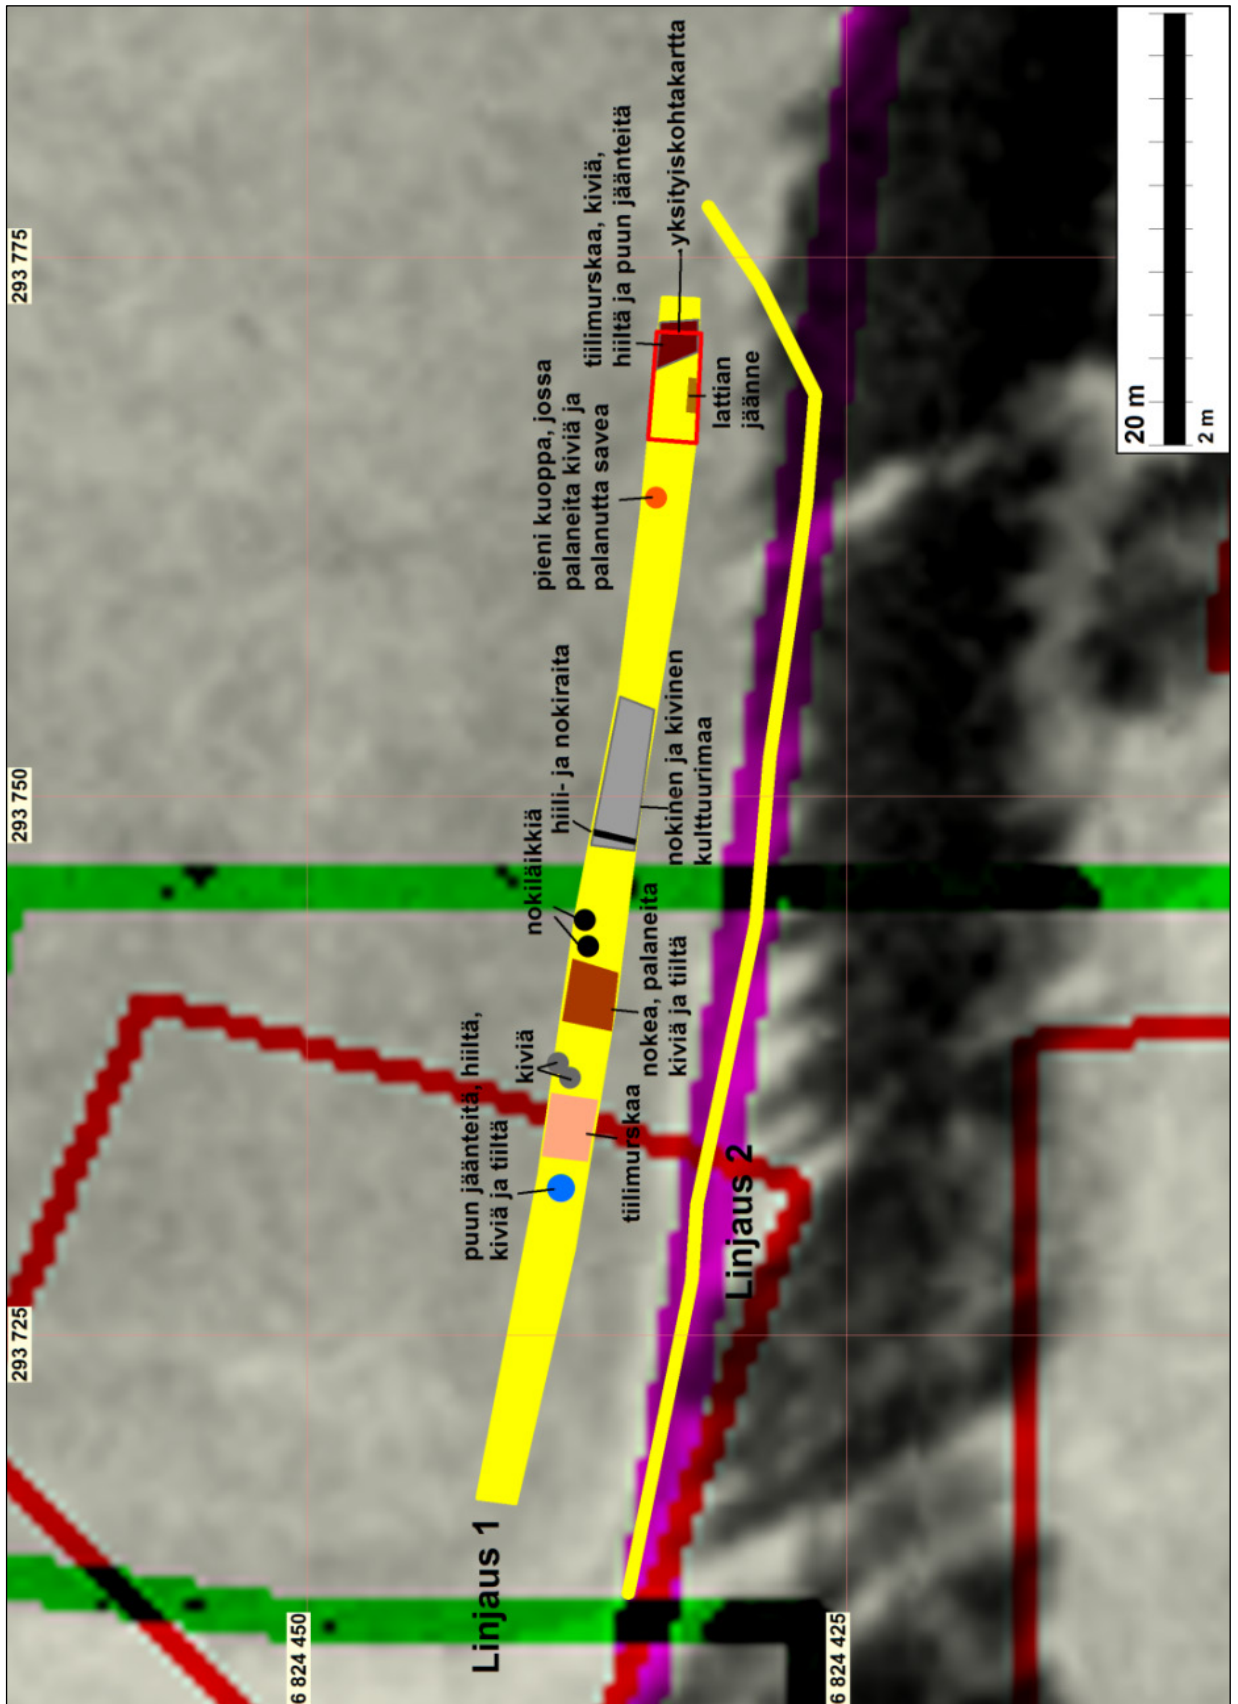 293 725
293 750
293 775
6 824 450
6 824 425
Linjaus 1
puun jäänteitä, hiiltä,
kiviä ja tiiltä
kiviä
nokiläikkiä
hiili- ja nokiraita
pieni kuoppa, jossa
palaneita kiviä ja
palanutta savea
tiilimurskaa, kiviä,
hiiltä ja puun jäänteitä
yksityiskohtakartta
tiilimurskaa
nokea, palaneita
kiviä ja tiiltä
nokinen ja kivinen
kulttuurimaa
lattian
jäänne
Linjaus 2
20 m
2 m